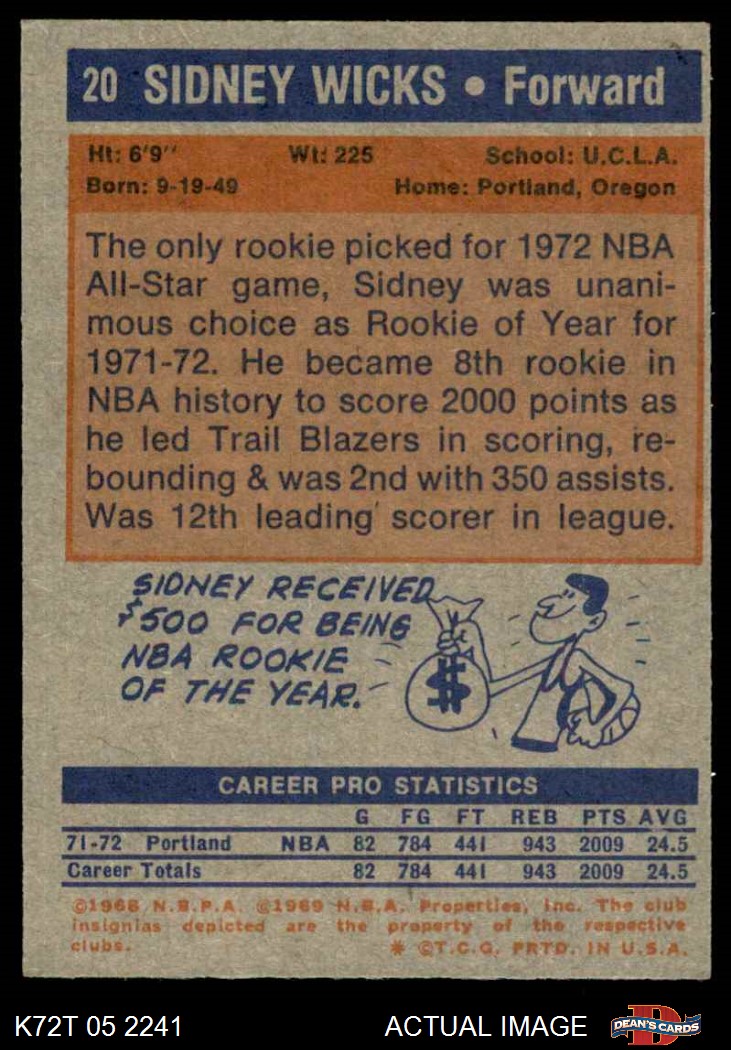 20 SIDNEY WICKS • Forward
Ht: 6'9'' Wt: 225 School: U.C.L.A.
Born: 9-19-49 Home: Portland, Oregon
The only rookie picked for 1972 NBA
All-Star game, Sidney was unani-
mous choice as Rookie of Year for
1971-72. He became 8th rookie in
NBA history to score 2000 points as
he led Trail Blazers in scoring, re-
bounding & was 2nd with 350 assists.
Was 12th leading scorer in league.
SIDNEY RECEIVED
$500 FOR BEING
NBA ROOKIE
OF THE YEAR.
$
CAREER PRO STATISTICS
G FG FT REB PTS AVG
71-72 Portland NBA 82 784 441 943 2009 24.5
Career Totals 82 784 441 943 2009 24.5
©1968 N.B.P.A. ©1969 N.B.A. Properties, Inc. The club
insignias depicted are the property of the respective
clubs. * ©T.C.G. PRTD. IN U.S.A.
K72T 05 2241 ACTUAL IMAGE
D
DEAN'S CARDS